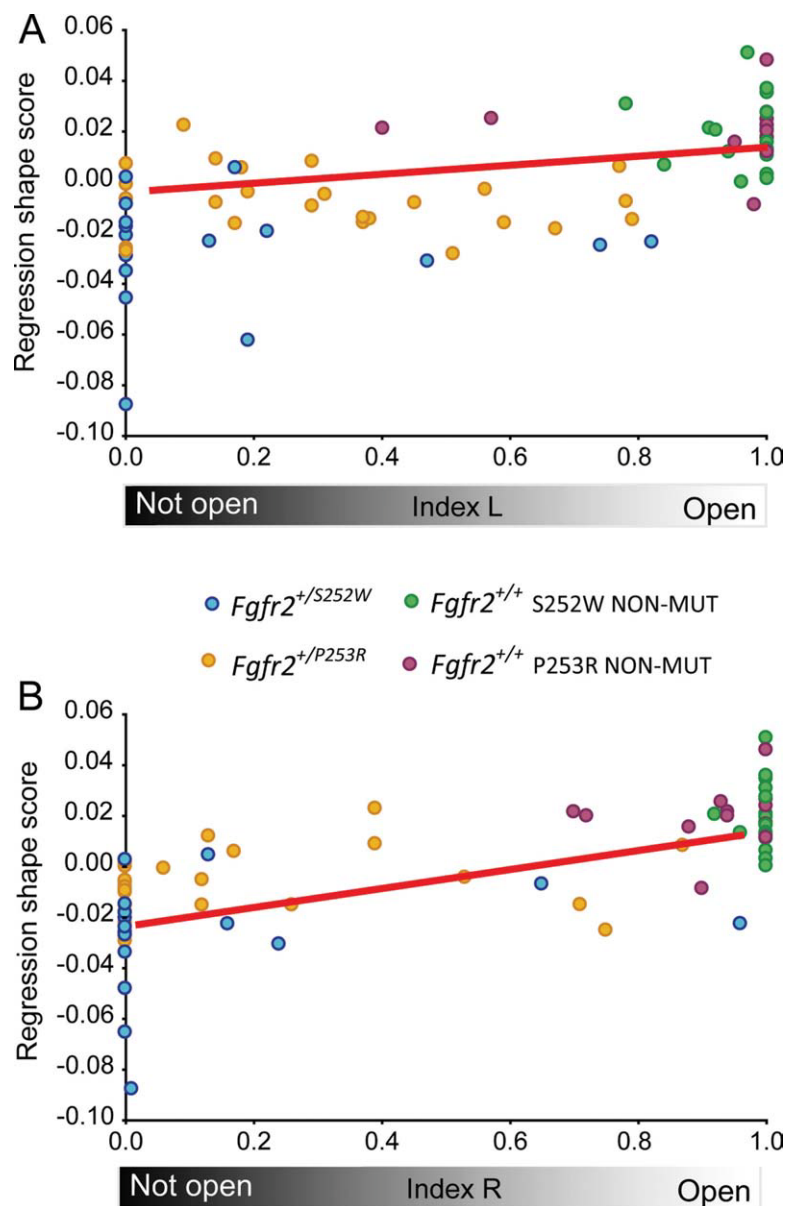 A
Regression shape score
0.06
0.04
0.02
0.00
-0.02
-0.04
-0.06
-0.08
-0.10
0.0 0.2 0.4 0.6 0.8 1.0
Not open Index L Open
Fgfr2+/S252W Fgfr2+/+ S252W NON-MUT
Fgfr2+/P253R Fgfr2+/+ P253R NON-MUT
B
Regression shape score
0.06
0.04
0.02
0.00
-0.02
-0.04
-0.06
-0.08
-0.10
0.0 0.2 0.4 0.6 0.8 1.0
Not open Index R Open